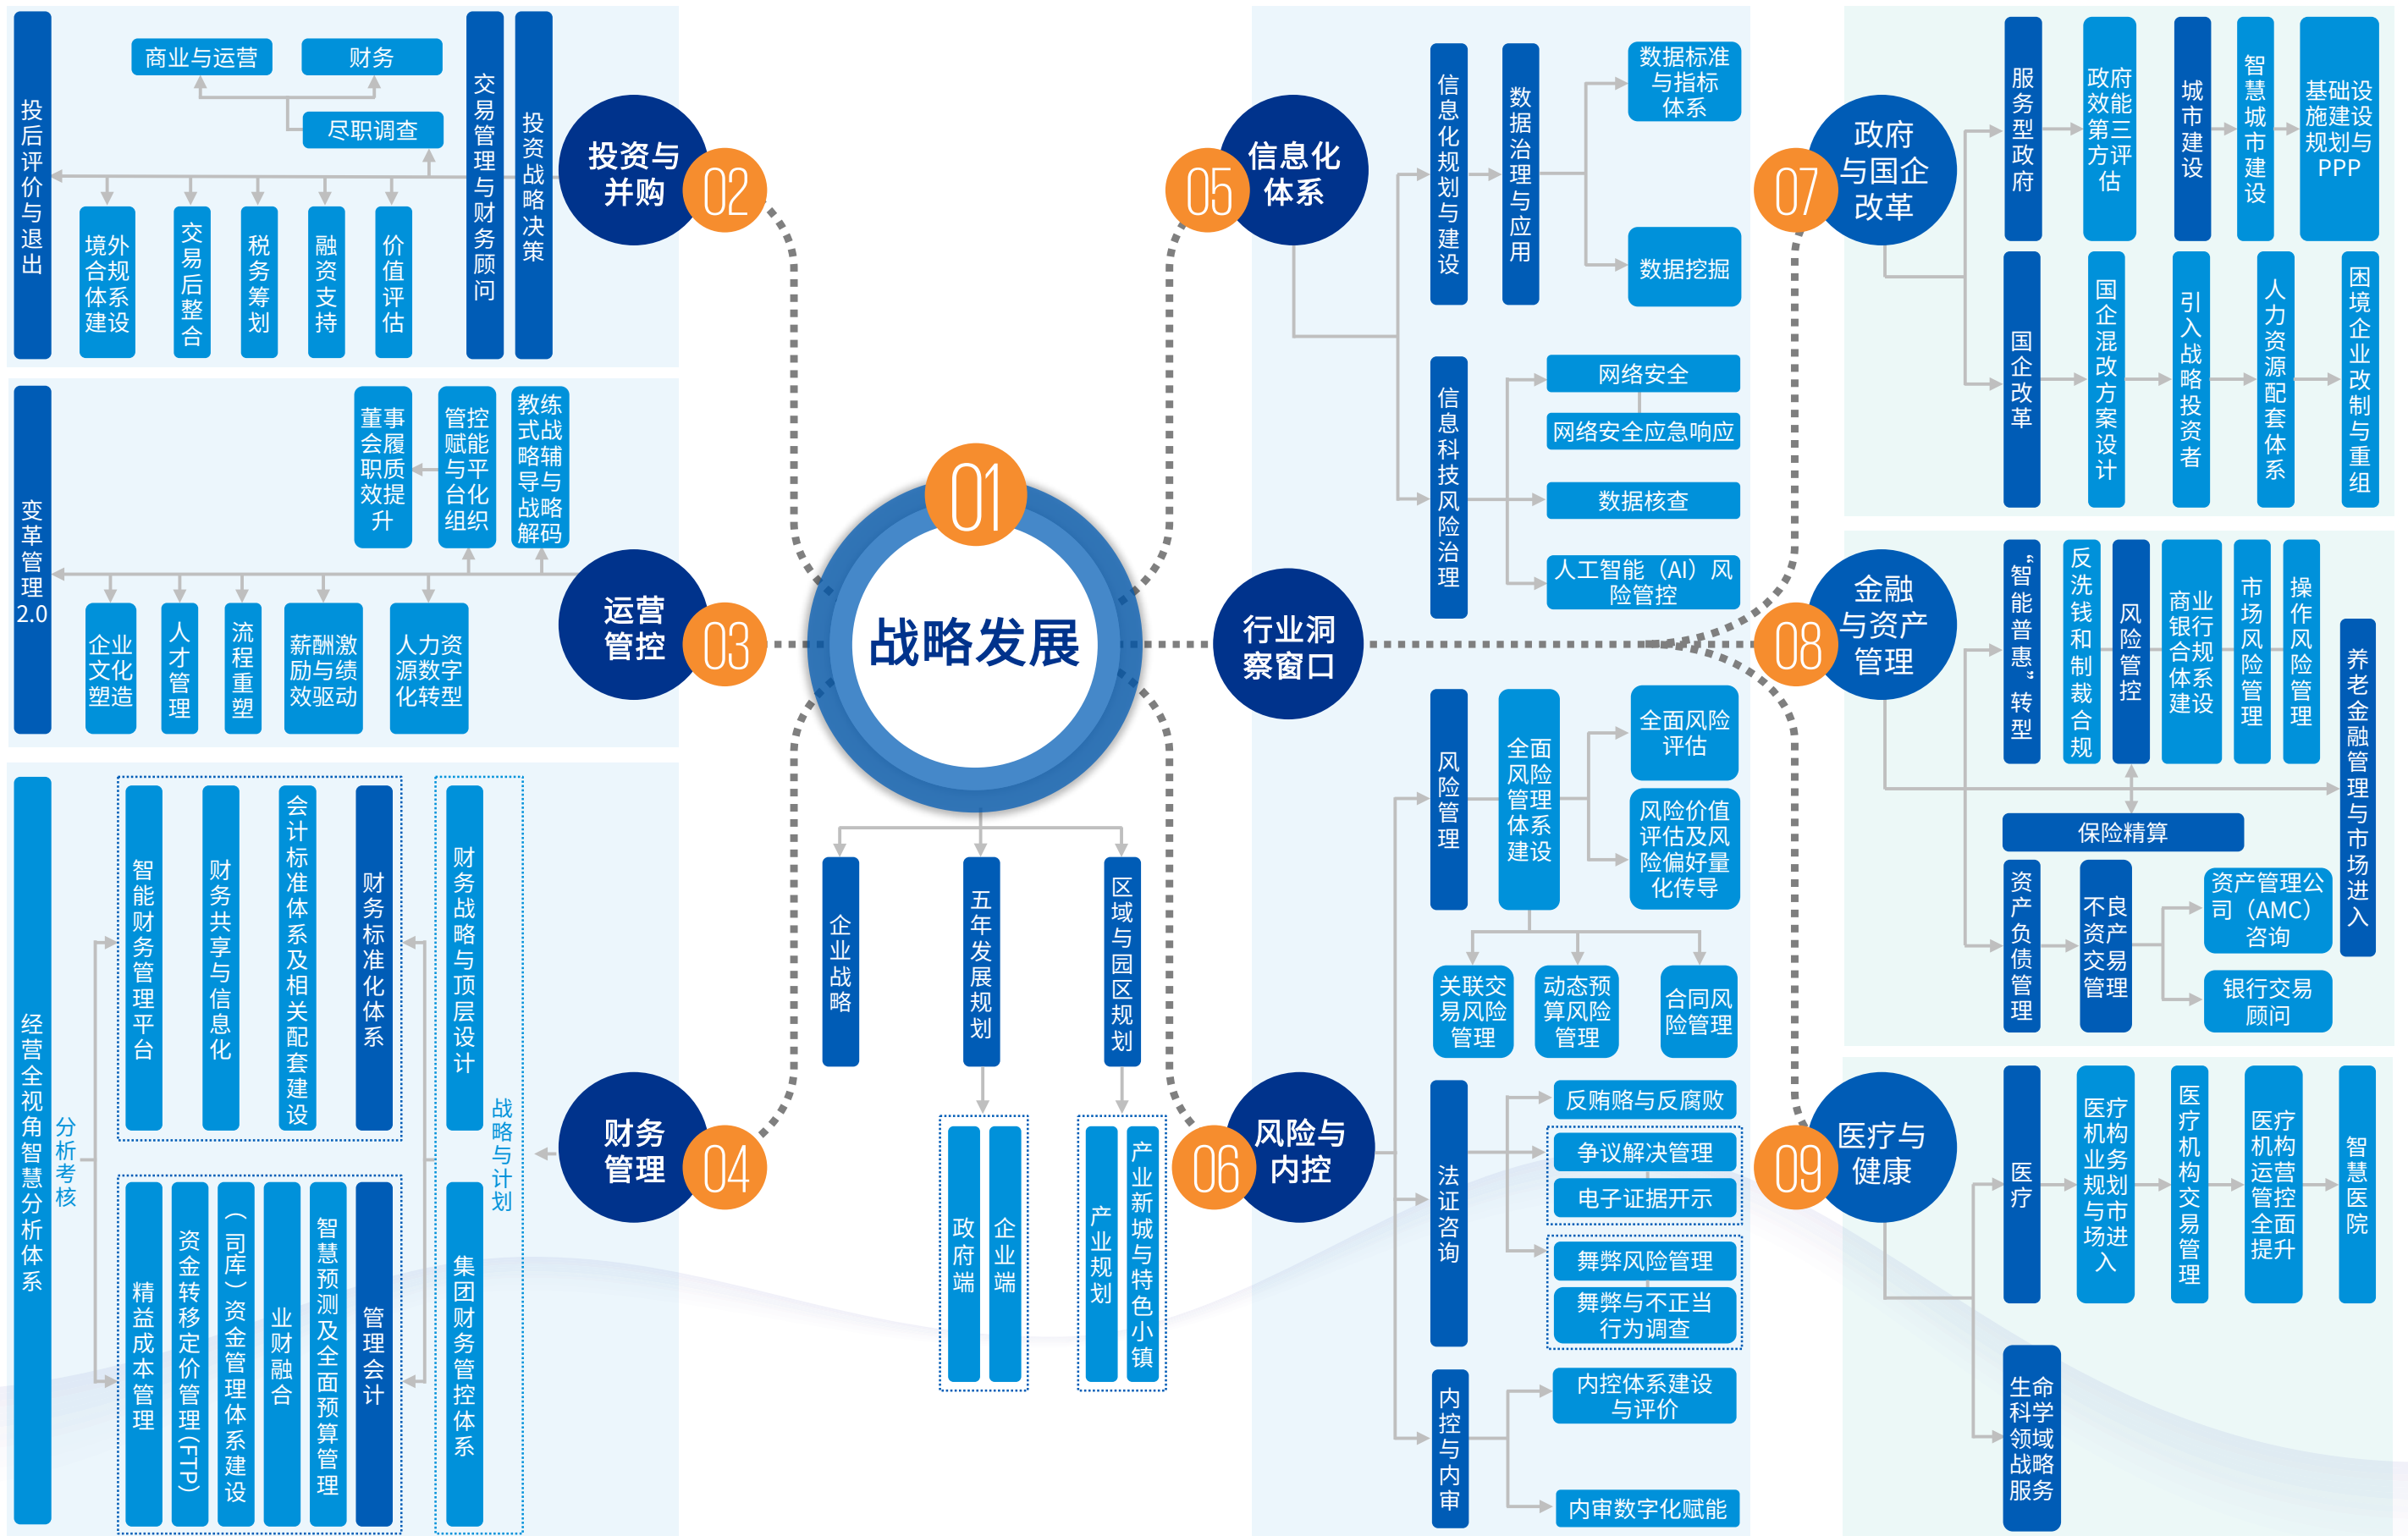 01
战略发展
企业战略
五年发展规划
区域与园区规划
政府端
企业端
产业规划
产业新城与特色小镇
02
投资与
并购
投资战略决策
交易管理与财务顾问
尽职调查
商业与运营
财务
价值评估
融资支持
税务筹划
交易后整合
境外
合规
体系
建设
投后评价与退出
03
运营
管控
教练
式战
略辅
导与
战略
解码
管控
赋能
与平
台化
组织
董事
会履
职质
效提
升
人力资
源数字
化转型
薪酬激
励与绩
效驱动
流程重塑
人才管理
企业
文化
塑造
变革管理
2.0
04
财务
管理
战略与计划
财务战略与顶层设计
集团财务管控体系
财务标准化体系
会计标准体系及相关配套建设
财务共享与信息化
智能财务管理平台
管理会计
智慧预测及全面预算管理
业财融合
（司库）资金管理体系建设
资金转移定价管理（FTP）
精益成本管理
分析考核
经营全视角智慧分析体系
05
信息化
体系
信息化规划与建设
数据治理与应用
数据标准
与指标
体系
数据挖掘
信息科技风险治理
网络安全
网络安全应急响应
数据核查
人工智能（AI）风
险管控
行业洞
察窗口
06
风险与
内控
风险管理
全面
风险
管理
体系
建设
全面风险
评估
风险价值
评估及风
险偏好量
化传导
关联交
易风险
管理
动态预
算风险
管理
合同风
险管理
法证咨询
反贿赂与反腐败
争议解决管理
电子证据开示
舞弊风险管理
舞弊与不正当
行为调查
内控与内审
内控体系建设
与评价
内审数字化赋能
07
政府
与国企
改革
服务型政府
政府
效能
第三
方评
估
城市建设
智慧城市建设
基础设
施建设
规划与
PPP
国企改革
国企混改方案设计
引入战略投资者
人力资源配套体系
困境企业改制与重组
08
金融
与资产
管理
“智能普惠”转型
反洗钱和制裁合规
风险管控
商业
银行
合规
体系
建设
市场风险管理
操作风险管理
养老金融管理与市场进入
保险精算
资产负债管理
不良
资产
交易
管理
资产管理公
司（AMC）
咨询
银行交易
顾问
09
医疗与
健康
医疗
医疗
机构
业务
规划
与市
场进
入
医疗机构交易管理
医疗
机构
运营
管控
全面
提升
智慧医院
生命
科学
领域
战略
服务